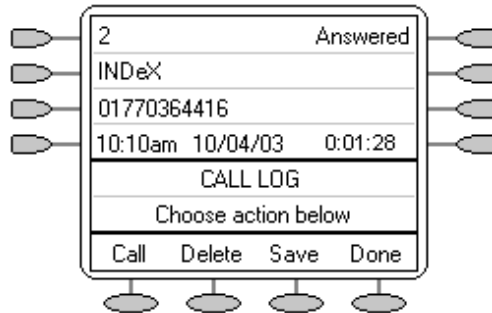 2 Answered
INDeX
01770364416
10:10am 10/04/03 0:01:28
CALL LOG
Choose action below
Call Delete Save Done